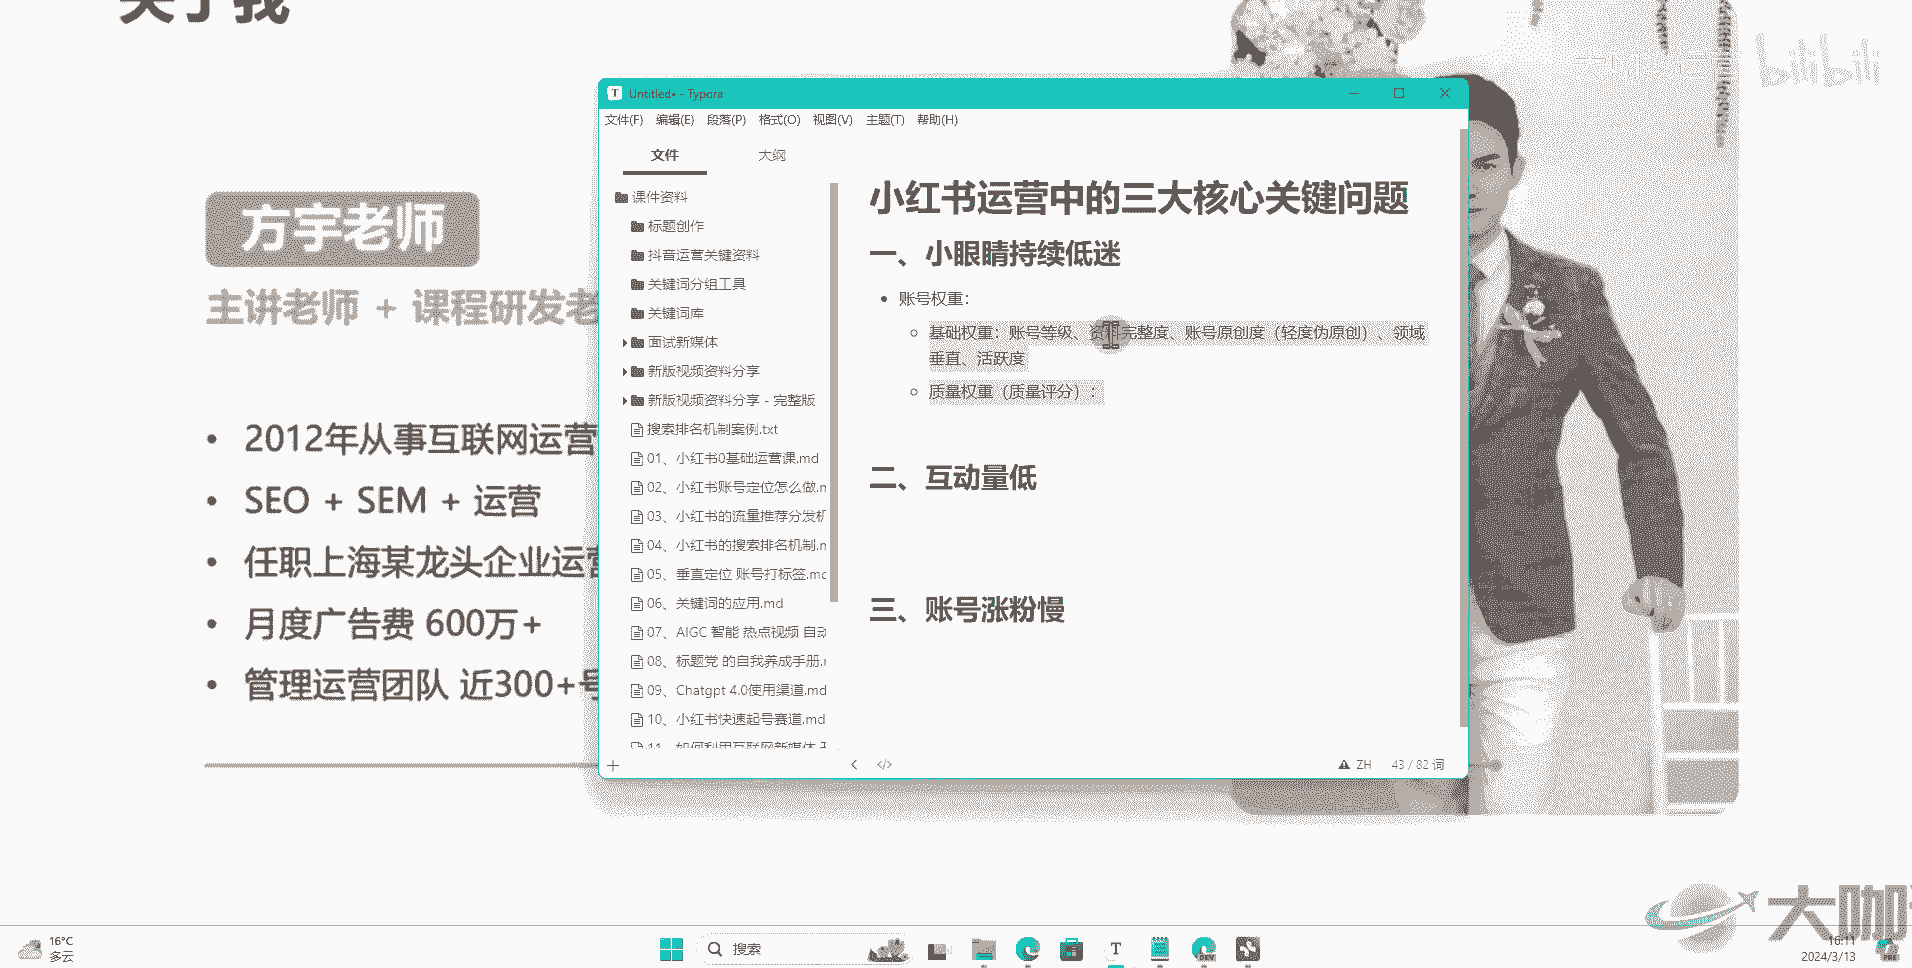 关于我
bilibili
方宇老师
主讲老师 + 课程研发老
2012年从事互联网运营
SEO + SEM + 运营
任职上海某龙头企业运营
月度广告费 600万+
管理运营团队 近300+号
Untitled• - Typora
文件(F) 编辑(E) 段落(P) 格式(O) 视图(V) 主题(T) 帮助(H)
文件 大纲
课件资料
标题创作
抖音运营关键资料
关键词分组工具
关键词库
面试新媒体
新版视频资料分享
新版视频资料分享 - 完整版
搜索排名机制案例.txt
01、小红书0基础运营课.md
02、小红书账号定位怎么做.m
03、小红书的流量推荐分发机
04、小红书的搜索排名机制.m
05、垂直定位 账号打标签.md
06、关键词的应用.md
07、AIGC 智能 热点视频 自动
08、标题党 的自我养成手册.
09、Chatgpt 4.0使用渠道.md
10、小红书快速起号赛道.md
11、如何利用互联网新媒体
小红书运营中的三大核心关键问题
一、小眼睛持续低迷
账号权重：
基础权重：账号等级、资料完整度、账号原创度（轻度伪原创）、领域
垂直、活跃度
质量权重（质量评分）：
二、互动量低
三、账号涨粉慢
ZH 43 / 82 词
大咖
16°C
多云
搜索
T
DEV
16:11
2024/3/13
PRE